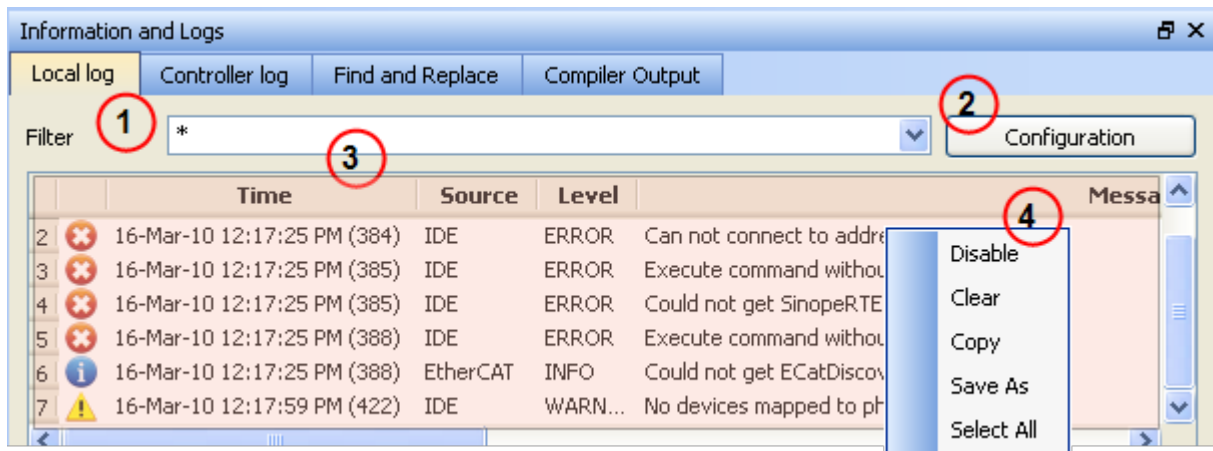 Information and Logs
Local log Controller log Find and Replace Compiler Output
1 2
Filter * Configuration
3
Time Source Level Messa
4
2 16-Mar-10 12:17:25 PM (384) IDE ERROR Can not connect to addre
Disable
3 16-Mar-10 12:17:25 PM (385) IDE ERROR Execute command withou
Clear
4 16-Mar-10 12:17:25 PM (385) IDE ERROR Could not get SinopeRTE
Copy
5 16-Mar-10 12:17:25 PM (388) IDE ERROR Execute command withou
6 16-Mar-10 12:17:25 PM (388) EtherCAT INFO Could not get ECatDiscov
Save As
7 16-Mar-10 12:17:59 PM (422) IDE WARN... No devices mapped to ph
Select All